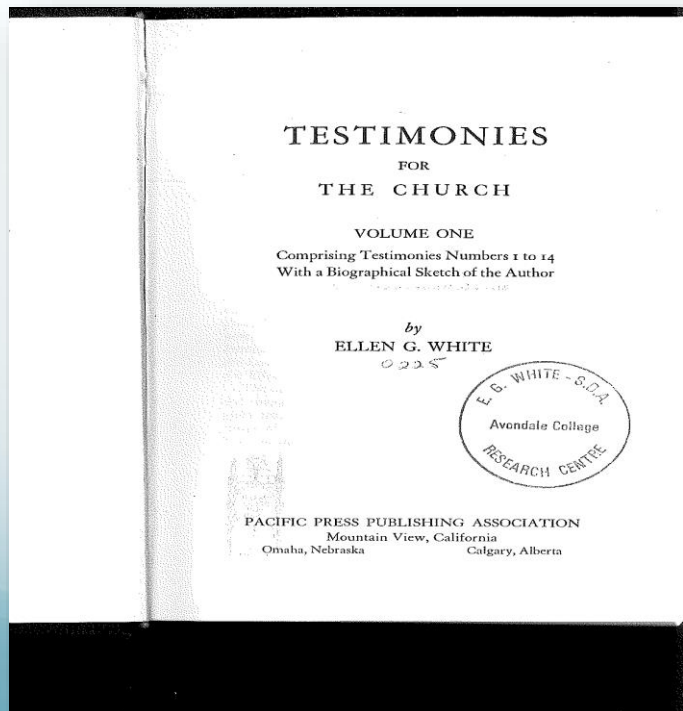 TESTIMONIES
FOR
THE CHURCH
VOLUME ONE
Comprising Testimonies Numbers 1 to 14
With a Biographical Sketch of the Author
by
ELLEN G. WHITE
0225
E. G. WHITE - S.D.A.
Avondale College
RESEARCH CENTRE
PACIFIC PRESS PUBLISHING ASSOCIATION
Mountain View, California
Omaha, Nebraska Calgary, Alberta